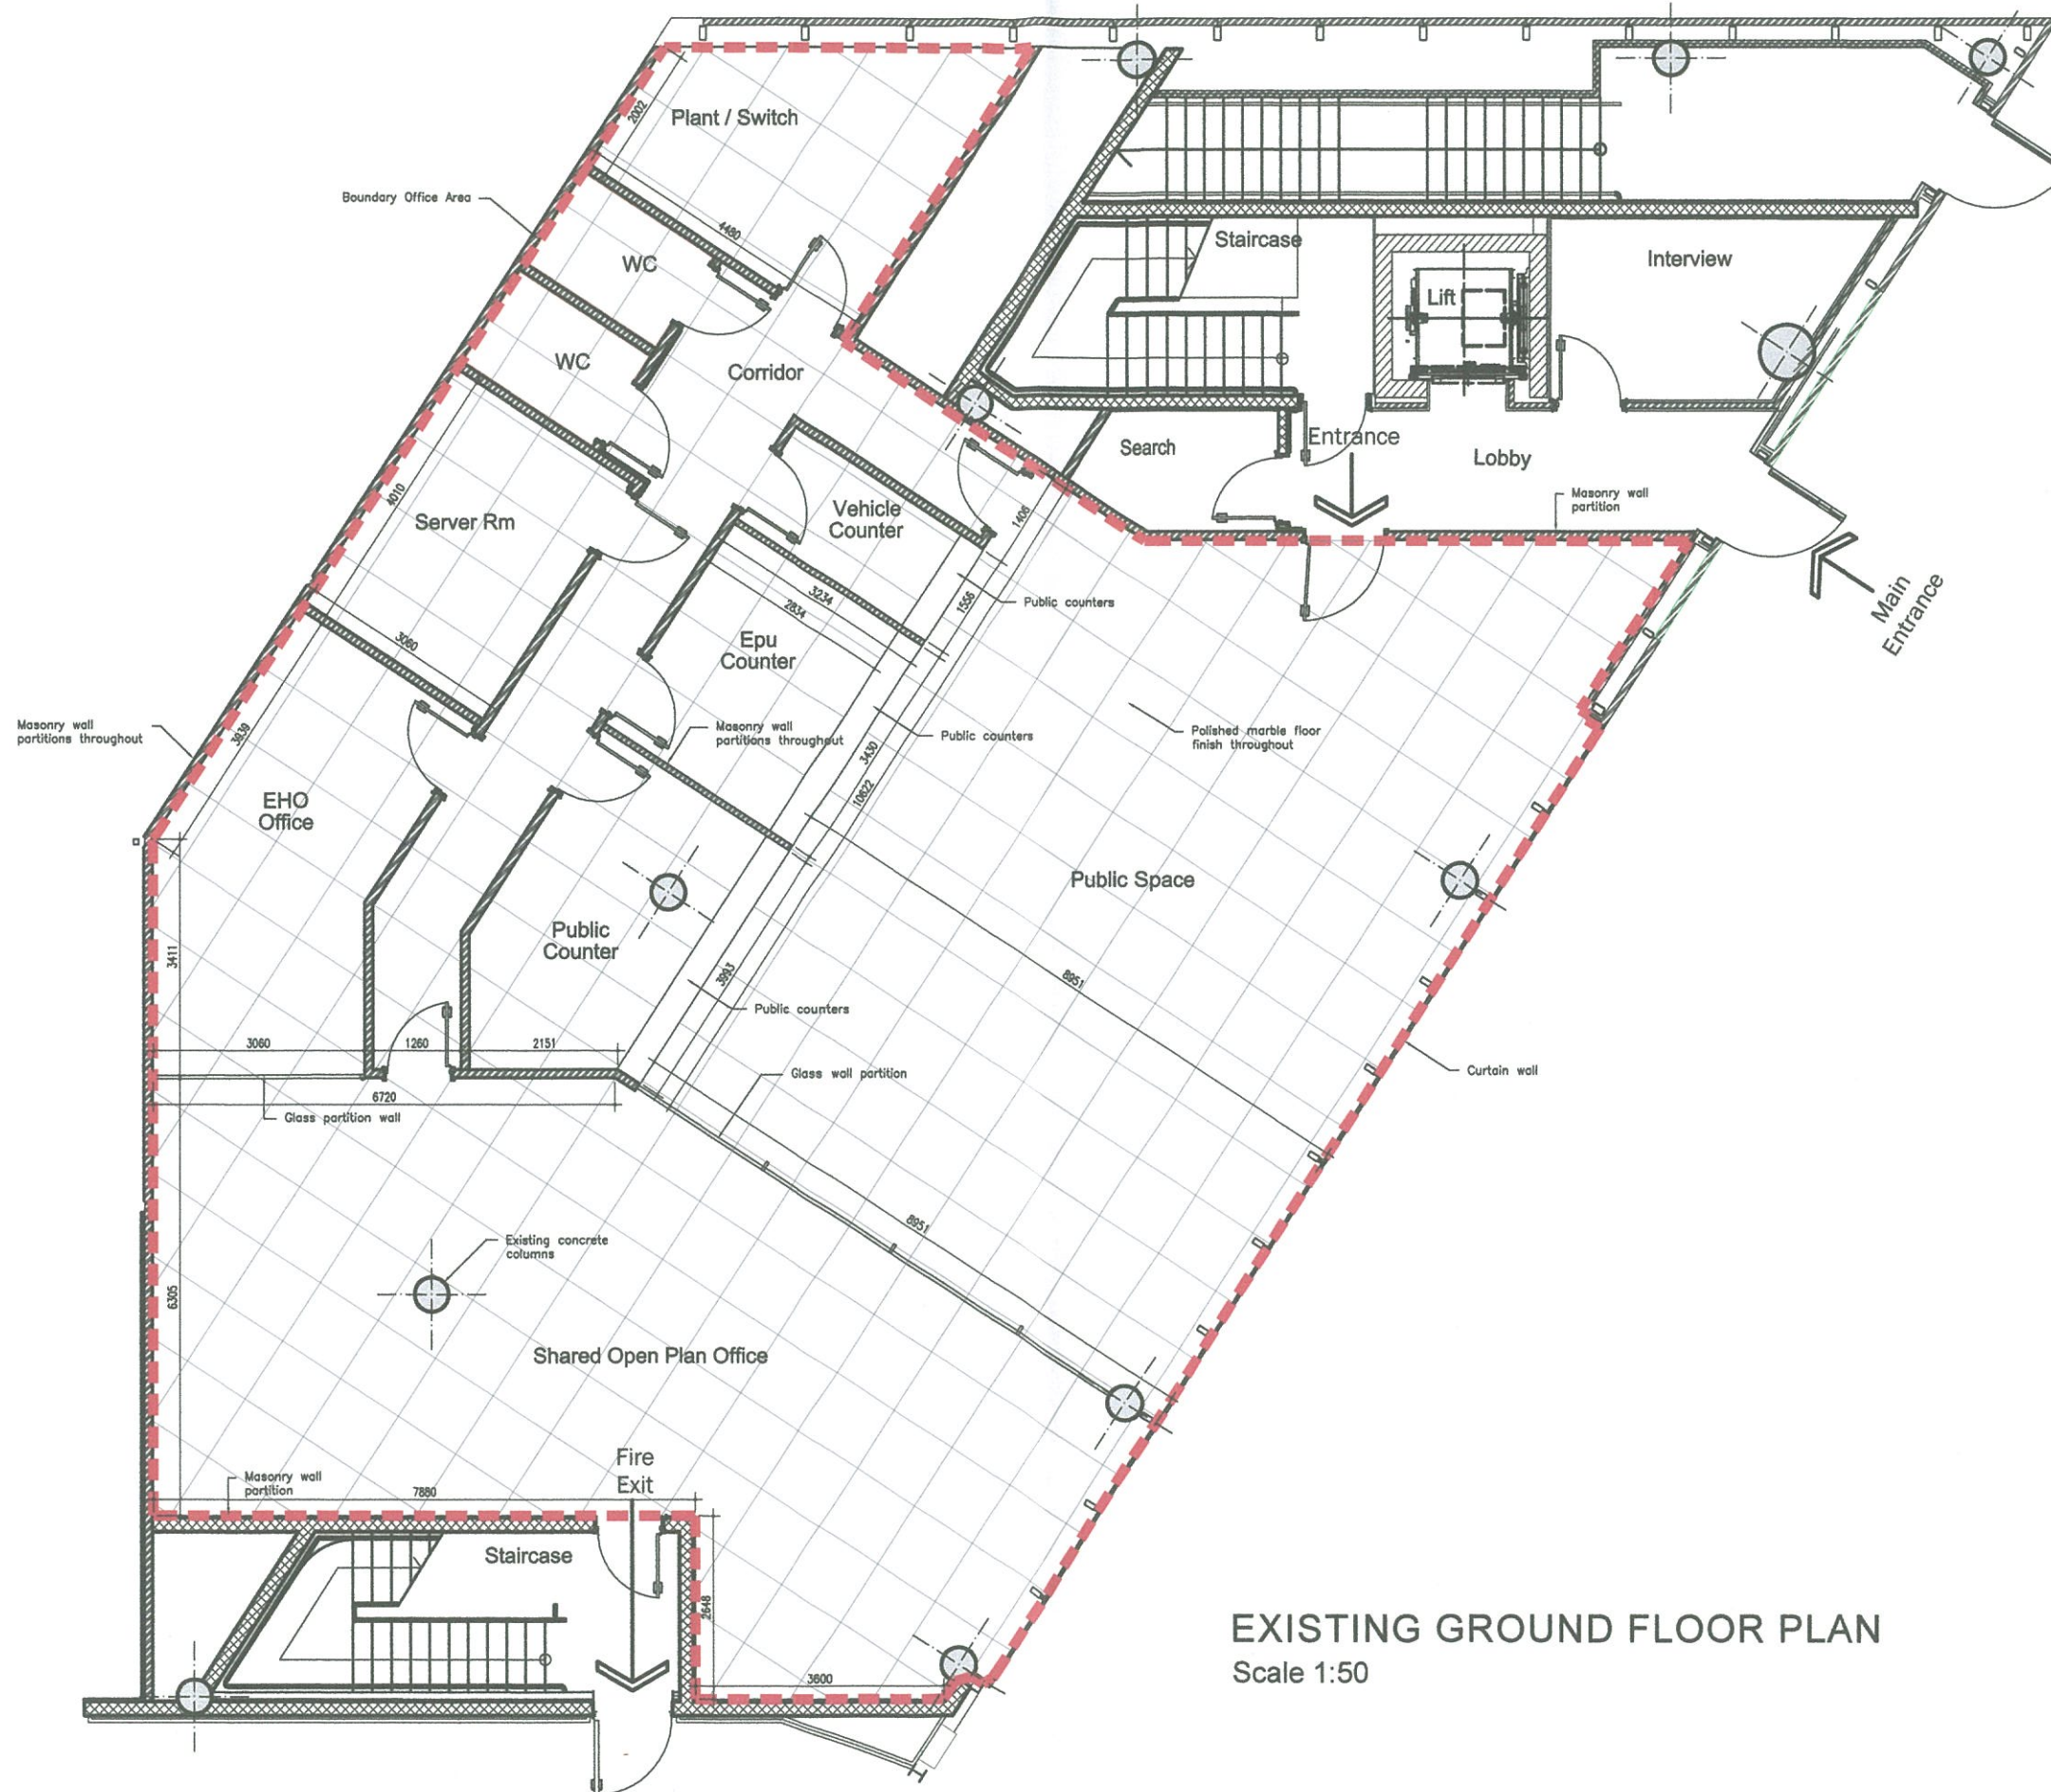 Plant / Switch
2002
Boundary Office Area
4480
WC
Staircase
Lift
Interview
WC
Corridor
Search
Entrance
Lobby
4010
Server Rm
Vehicle
Counter
1406
Masonry wall
partition
3234
2834
1556
Public counters
Main
Entrance
3060
Epu
Counter
Masonry wall
partitions throughout
3939
Masonry wall
partitions throughout
Public counters
3430
10622
Polished marble floor
finish throughout
EHO
Office
Public Space
Public
Counter
3411
3993
8951
Public counters
3060
1260
2151
Glass wall partition
Curtain wall
6720
Glass partition wall
8951
Existing concrete
columns
6305
Shared Open Plan Office
Fire
Exit
Masonry wall
partition
7880
Staircase
2648
3600
EXISTING GROUND FLOOR PLAN
Scale 1:50